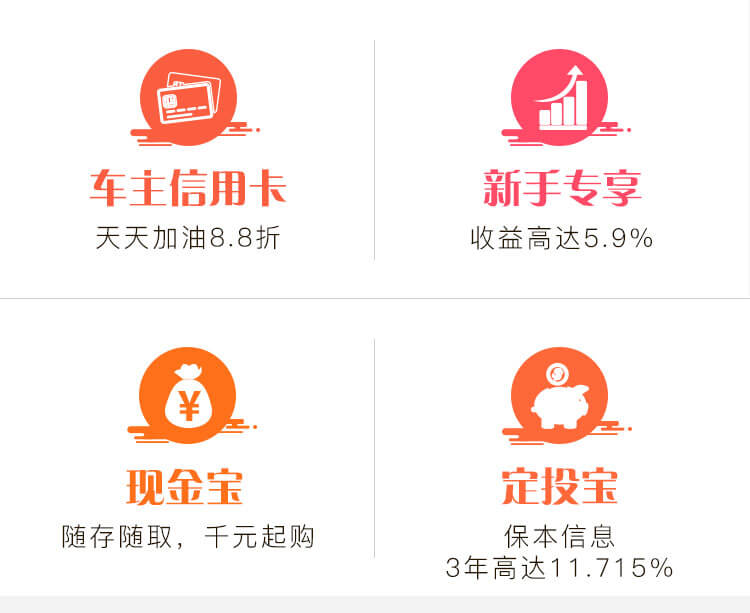 车主信用卡
天天加油8.8折
新手专享
收益高达5.9%
¥
现金宝
随存随取，千元起购
定投宝
保本信息
3年高达11.715%